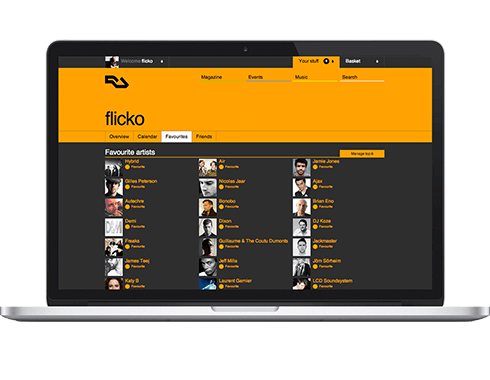 Welcome flicko
Your stuff
Basket
Magazine
Events
Music
Search
flicko
Overview
Calendar
Favourites
Friends
Favourite artists
Manage top 6
Hybrid
Favourite
Air
Favourite
Jamie Jones
Favourite
Gilles Peterson
Favourite
Nicolas Jaar
Favourite
Ajax
Favourite
Autechre
Favourite
Bonobo
Favourite
Brian Eno
Favourite
Demi
Favourite
Dixon
Favourite
DJ Koze
Favourite
Freaks
Favourite
Guillaume & The Coutu Dumonts
Favourite
Jackmaster
Favourite
James Teej
Favourite
Jeff Mills
Favourite
Jörn Sörheim
Favourite
Katy B
Favourite
Laurent Garnier
Favourite
LCD Soundsystem
Favourite